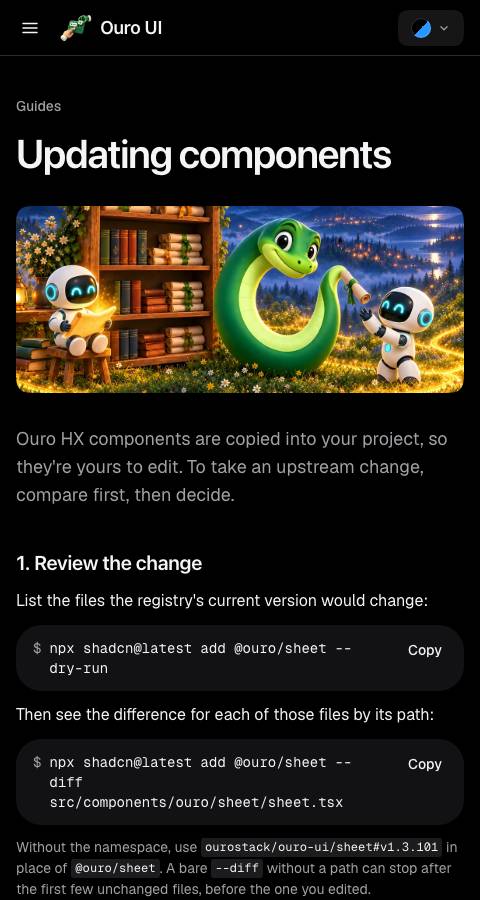 Ouro UI
Guides
Updating components
Ouro HX components are copied into your project, so
they're yours to edit. To take an upstream change,
compare first, then decide.
1. Review the change
List the files the registry's current version would change:
$ npx shadcn@latest add @ouro/sheet --
dry-run
Copy
Then see the difference for each of those files by its path:
$ npx shadcn@latest add @ouro/sheet --
diff
src/components/ouro/sheet/sheet.tsx
Copy
Without the namespace, use ourostack/ouro-ui/sheet#v1.3.101 in
place of @ouro/sheet. A bare --diff without a path can stop after
the first few unchanged files, before the one you edited.